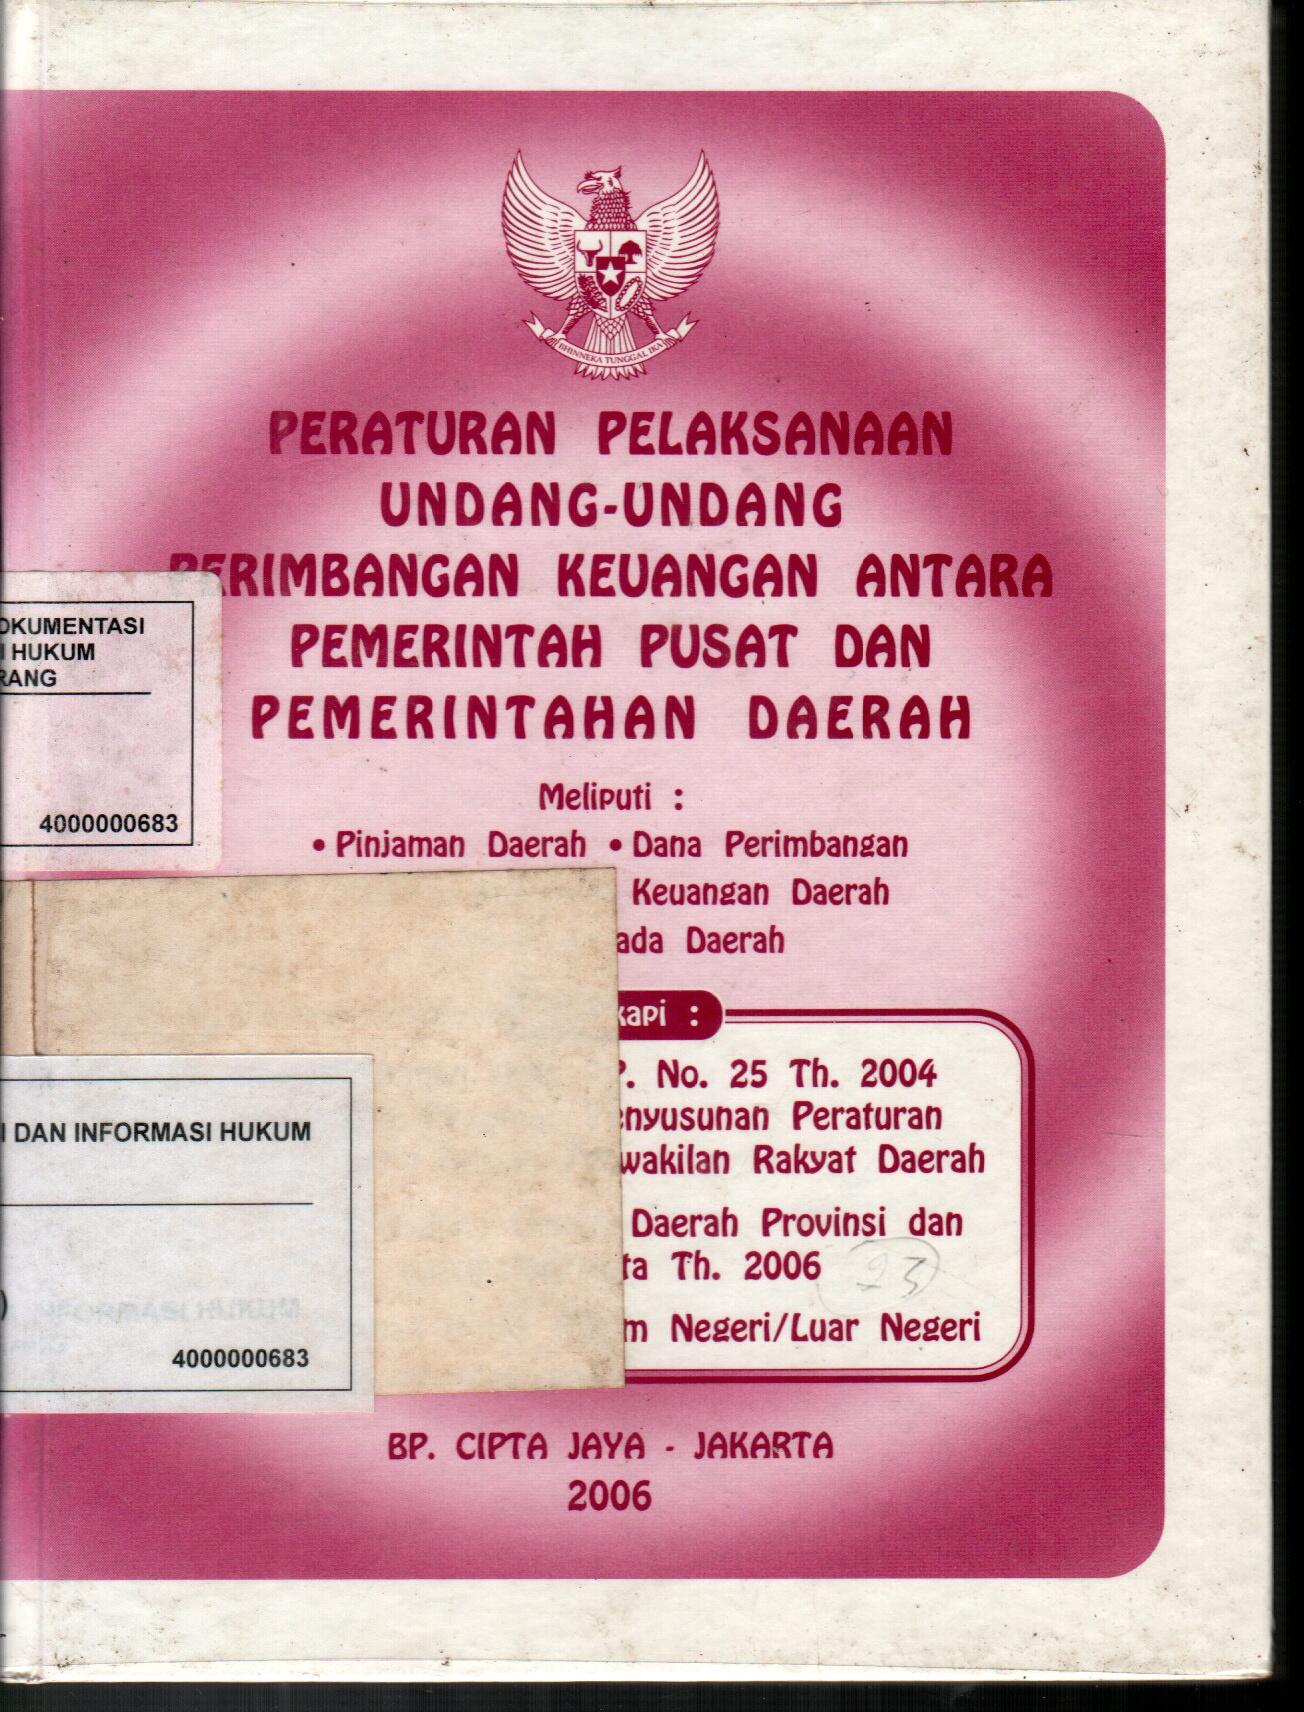 BHINNEKA TUNGGAL IKA
PERATURAN PELAKSANAAN
UNDANG-UNDANG
PERIMBANGAN KEUANGAN ANTARA
PEMERINTAH PUSAT DAN
PEMERINTAHAN DAERAH
OKUMENTASI
I HUKUM
RANG
4000000683
Meliputi :
• Pinjaman Daerah • Dana Perimbangan
Keuangan Daerah
ada Daerah
kapi :
P. No. 25 Th. 2004
enyusunan Peraturan
wakilan Rakyat Daerah
Daerah Provinsi dan
ta Th. 2006
23
m Negeri/Luar Negeri
I DAN INFORMASI HUKUM
)
4000000683
BP. CIPTA JAYA - JAKARTA
2006